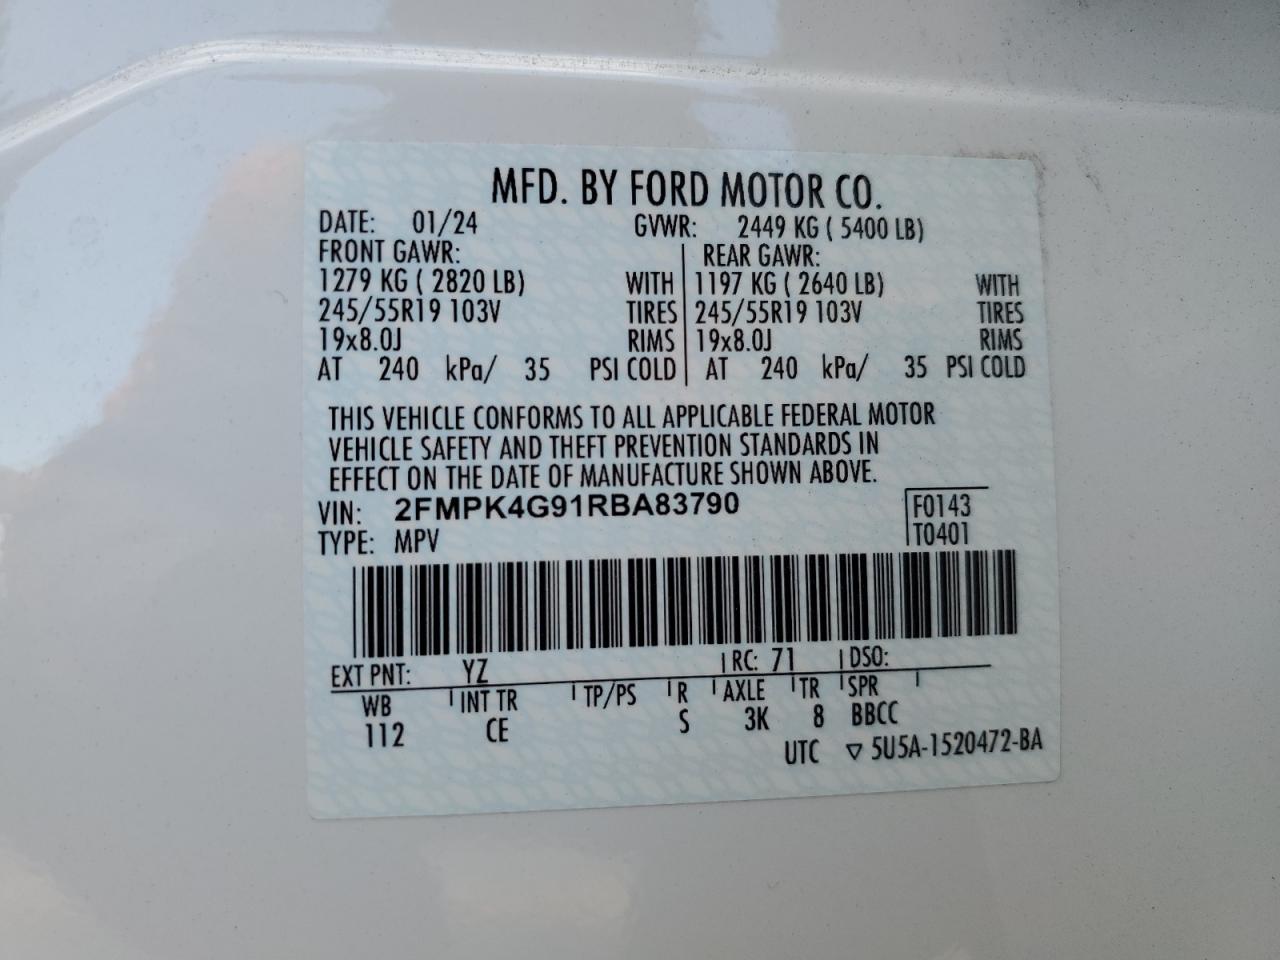 MFD. BY FORD MOTOR CO.
DATE: 01/24 GVWR: 2449 KG ( 5400 LB)
FRONT GAWR: REAR GAWR:
1279 KG ( 2820 LB) WITH 1197 KG ( 2640 LB) WITH
245/55R19 103V TIRES 245/55R19 103V TIRES
19x8.0J RIMS 19x8.0J RIMS
AT 240 kPa/ 35 PSI COLD AT 240 kPa/ 35 PSI COLD
THIS VEHICLE CONFORMS TO ALL APPLICABLE FEDERAL MOTOR
VEHICLE SAFETY AND THEFT PREVENTION STANDARDS IN
EFFECT ON THE DATE OF MANUFACTURE SHOWN ABOVE.
VIN: 2FMPK4G91RBA83790 F0143
TYPE: MPV T0401
EXT PNT: YZ RC: 71 DSO:
WB INT TR TP/PS R AXLE TR SPR
112 CE S 3K 8 BBCC
UTC ▽ 5U5A-1520472-BA